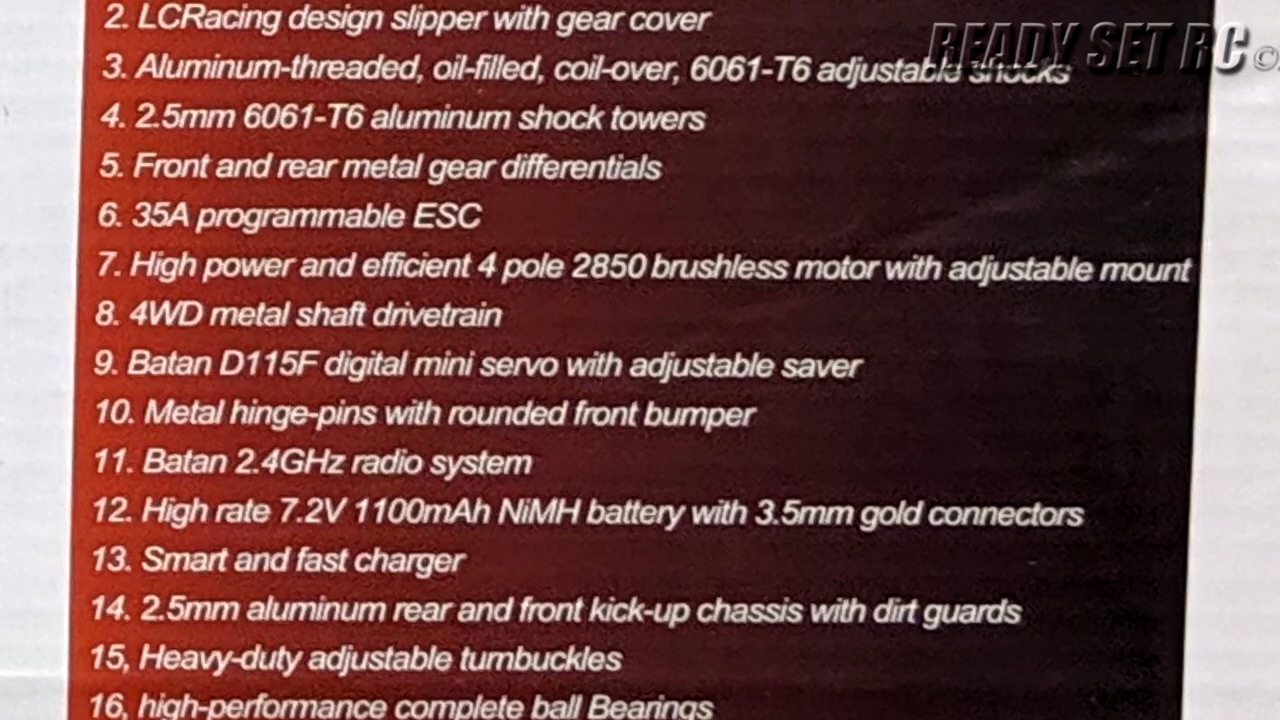 2. LCRacing design slipper with gear cover
READY SET RC ©
3. Aluminum-threaded, oil-filled, coil-over, 6061-T6 adjustable shocks
4. 2.5mm 6061-T6 aluminum shock towers
5. Front and rear metal gear differentials
6. 35A programmable ESC
7. High power and efficient 4 pole 2850 brushless motor with adjustable mount
8. 4WD metal shaft drivetrain
9. Batan D115F digital mini servo with adjustable saver
10. Metal hinge-pins with rounded front bumper
11. Batan 2.4GHz radio system
12. High rate 7.2V 1100mAh NiMH battery with 3.5mm gold connectors
13. Smart and fast charger
14. 2.5mm aluminum rear and front kick-up chassis with dirt guards
15, Heavy-duty adjustable turnbuckles
16, high-performance complete ball Bearings